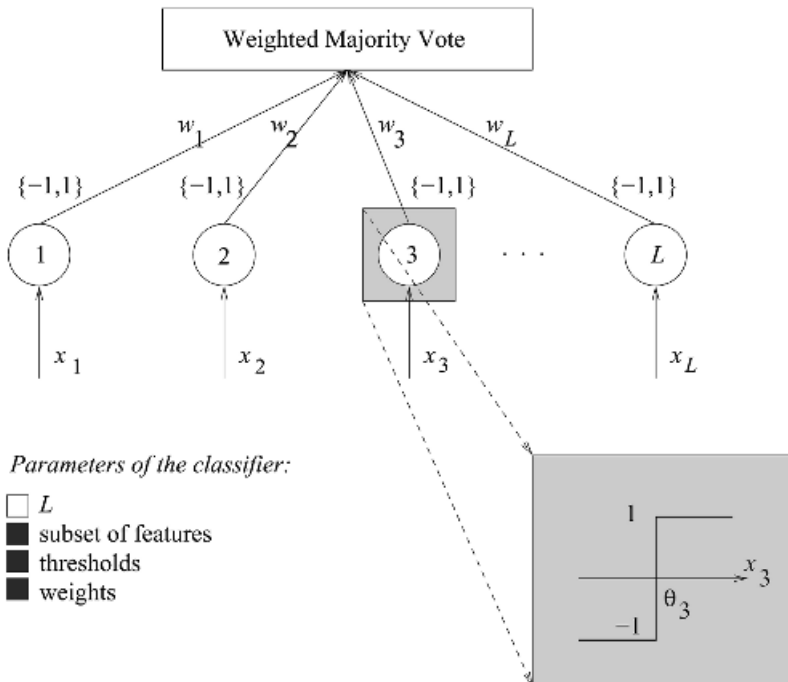 Weighted Majority Vote
w1 w2 w3 wL
{−1,1} {−1,1} {−1,1} {−1,1}
1 2 3 · · · L
x1 x2 x3 xL
Parameters of the classifier:
L
subset of features
thresholds
weights
1
x3
θ3
−1